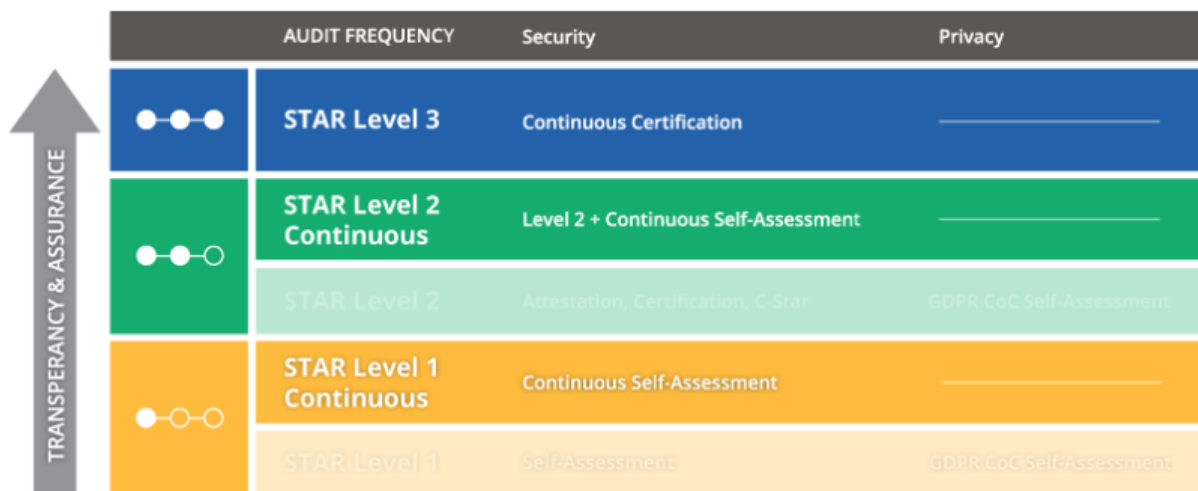 AUDIT FREQUENCY Security Privacy
TRANSPERANCY & ASSURANCE
STAR Level 3 Continuous Certification
STAR Level 2
Continuous
Level 2 + Continuous Self-Assessment
STAR Level 2 Attestation, Certification, C-Star GDPR CoC Self-Assessment
STAR Level 1
Continuous
Continuous Self-Assessment
STAR Level 1 Self-Assessment GDPR CoC Self-Assessment